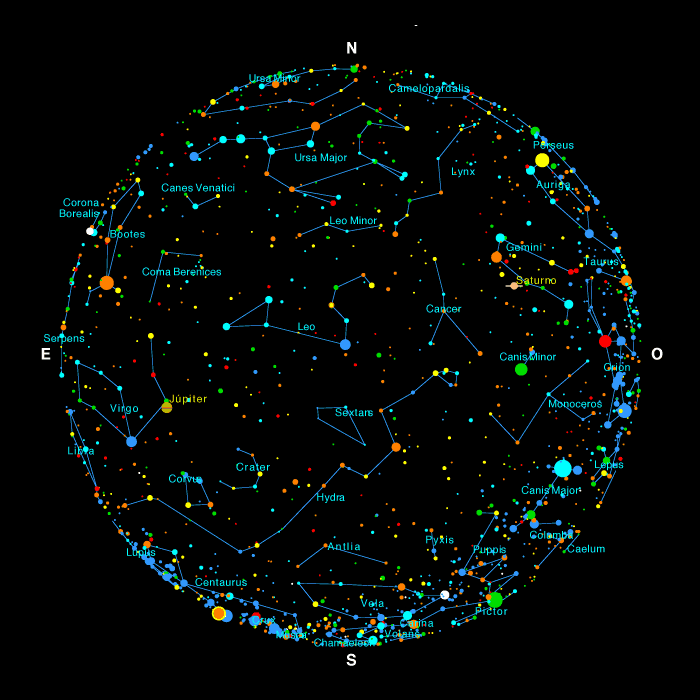 N
Ursa Minor
Camelopardalis
Perseus
Ursa Major
Lynx
Auriga
Canes Venatici
Corona
Borealis
Leo Minor
Bootes
Gemini
Taurus
Coma Berenices
Saturno
Cancer
Leo
Serpens
E
Canis Minor
O
Orion
Júpiter
Virgo
Sextans
Monoceros
Libra
Crater
Lepus
Corvus
Canis Major
Hydra
Colomba
Pyxis
Antlia
Puppis
Caelum
Lupus
Centaurus
Vela
Pictor
Crux
Carina
Musca
Volans
Chamaeleon
S